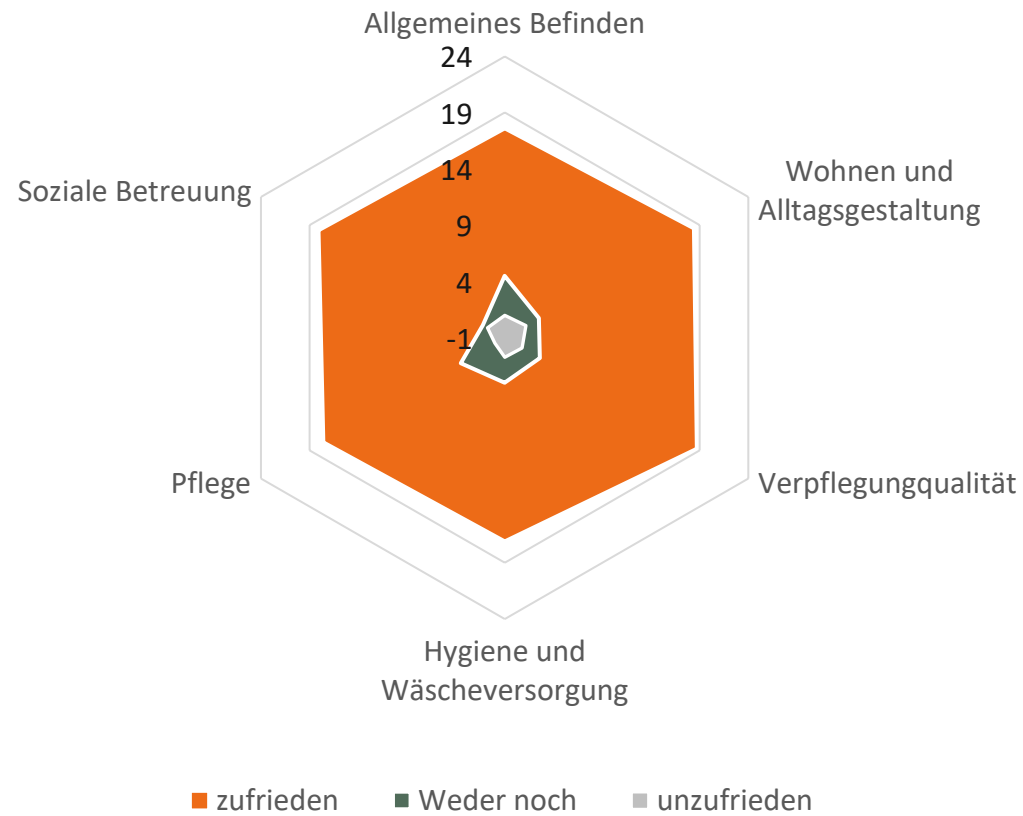 Allgemeines Befinden
24
19
14
9
4
-1
Wohnen und
Alltagsgestaltung
Verpflegungqualität
Hygiene und
Wäscheversorgung
Pflege
Soziale Betreuung
zufrieden
Weder noch
unzufrieden